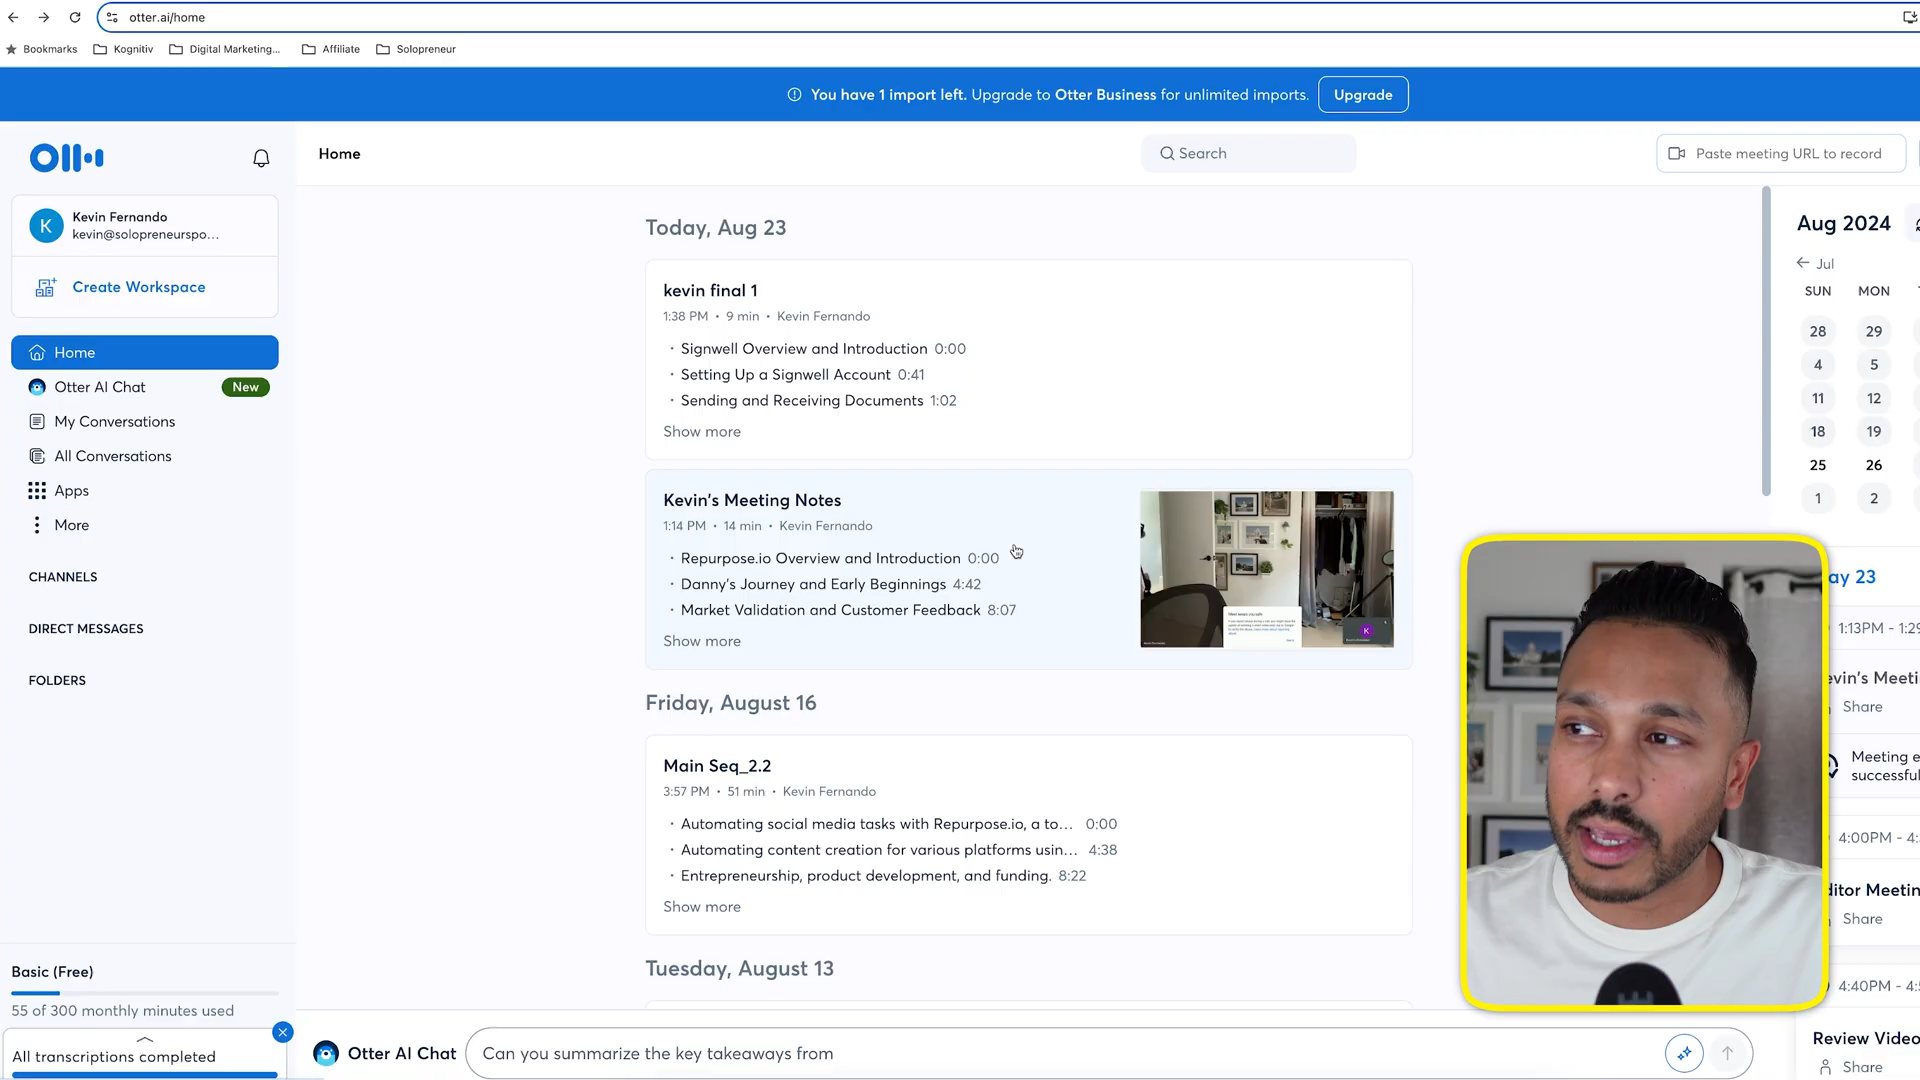 otter.ai/home
Bookmarks
Kognitiv
Digital Marketing...
Affiliate
Solopreneur
You have 1 import left. Upgrade to Otter Business for unlimited imports.
Upgrade
Home
Search
Paste meeting URL to record
K
Kevin Fernando
kevin@solopreneurspo...
Create Workspace
Home
Otter AI Chat
New
My Conversations
All Conversations
Apps
More
CHANNELS
DIRECT MESSAGES
FOLDERS
Basic (Free)
55 of 300 monthly minutes used
All transcriptions completed
Today, Aug 23
kevin final 1
1:38 PM • 9 min • Kevin Fernando
· Signwell Overview and Introduction 0:00
· Setting Up a Signwell Account 0:41
· Sending and Receiving Documents 1:02
Show more
Kevin's Meeting Notes
1:14 PM • 14 min • Kevin Fernando
· Repurpose.io Overview and Introduction 0:00
· Danny's Journey and Early Beginnings 4:42
· Market Validation and Customer Feedback 8:07
Show more
K
Friday, August 16
Main Seq_2.2
3:57 PM • 51 min • Kevin Fernando
· Automating social media tasks with Repurpose.io, a to... 0:00
· Automating content creation for various platforms usin... 4:38
· Entrepreneurship, product development, and funding. 8:22
Show more
Tuesday, August 13
Otter AI Chat
Can you summarize the key takeaways from
Aug 2024
Jul
SUN MON
28 29
4 5
11 12
18 19
25 26
1 2
ay 23
1:13PM - 1:29
evin's Meeti
Share
Meeting e
successful
4:00PM - 4:
ditor Meetin
Share
4:40PM - 4:
Review Video
Share